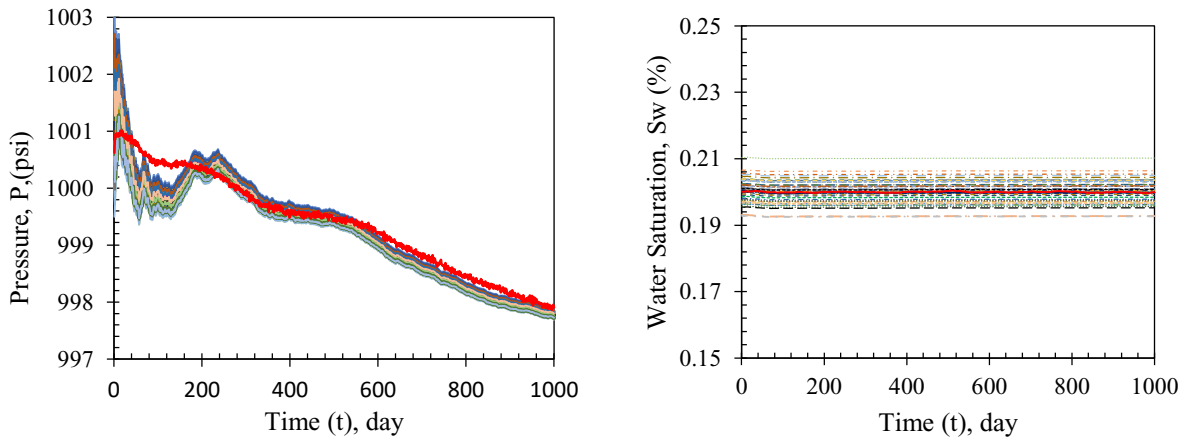 Pressure, P,(psi)
1003
1002
1001
1000
999
998
997
0 200 400 600 800 1000
Time (t), day
Water Saturation, Sw (%)
0.25
0.23
0.21
0.19
0.17
0.15
0 200 400 600 800 1000
Time (t), day